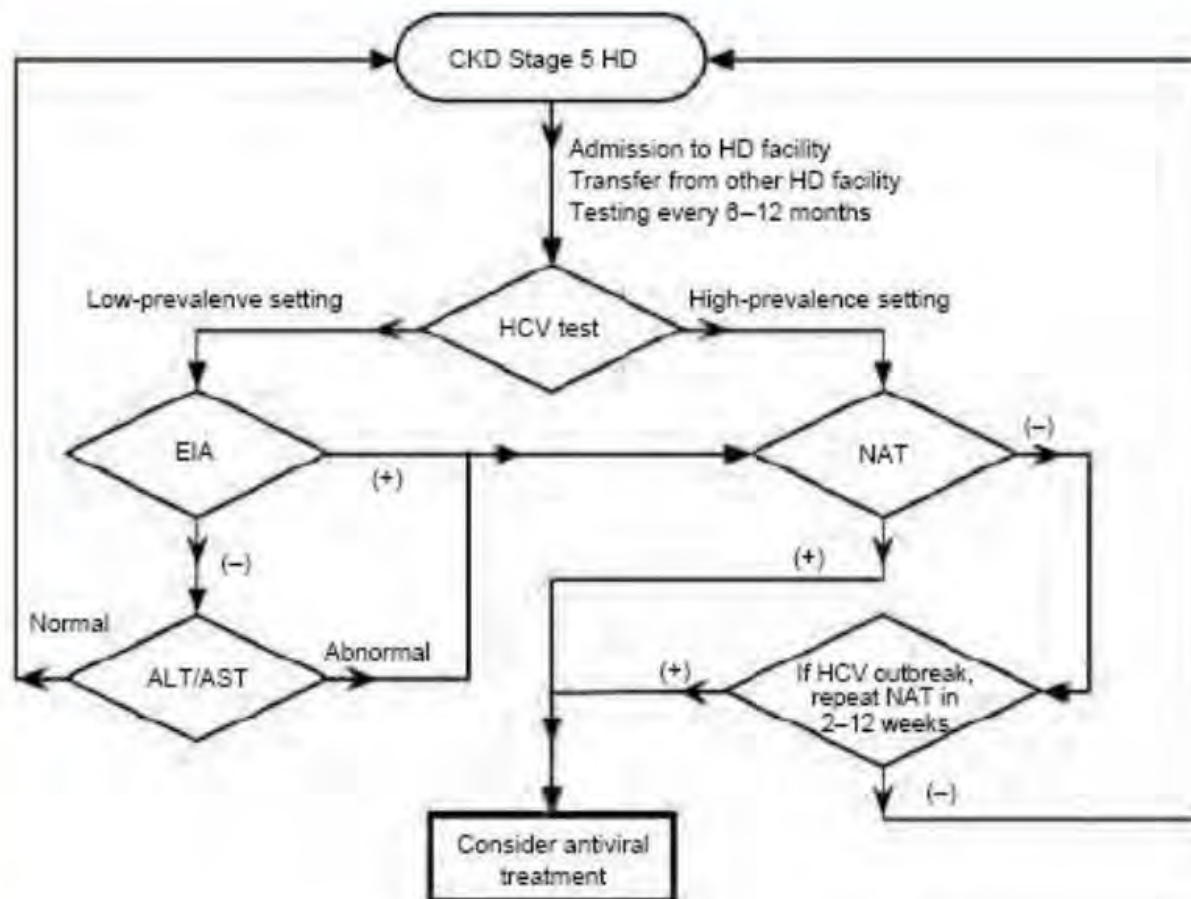 CKD Stage 5 HD
Admission to HD facility
Transfer from other HD facility
Testing every 6–12 months
Low-prevalenve setting
High-prevalence setting
HCV test
EIA
(+)
NAT
(–)
(–)
(+)
Normal
ALT/AST
Abnormal
(+)
If HCV outbreak,
repeat NAT in
2–12 weeks
(–)
Consider antiviral
treatment